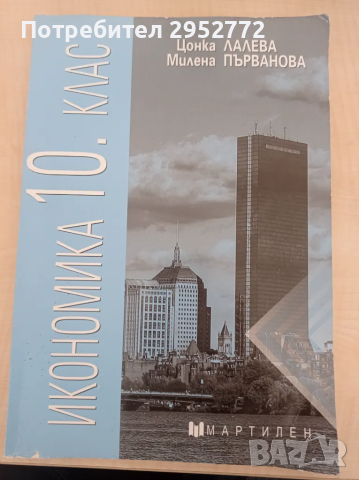 Потребител 2952772
Цонка ЛАЛЕВА
Милена ПЪРВАНОВА
ИКОНОМИКА 10. КЛАС
МАРТИЛЕН
BAZAR